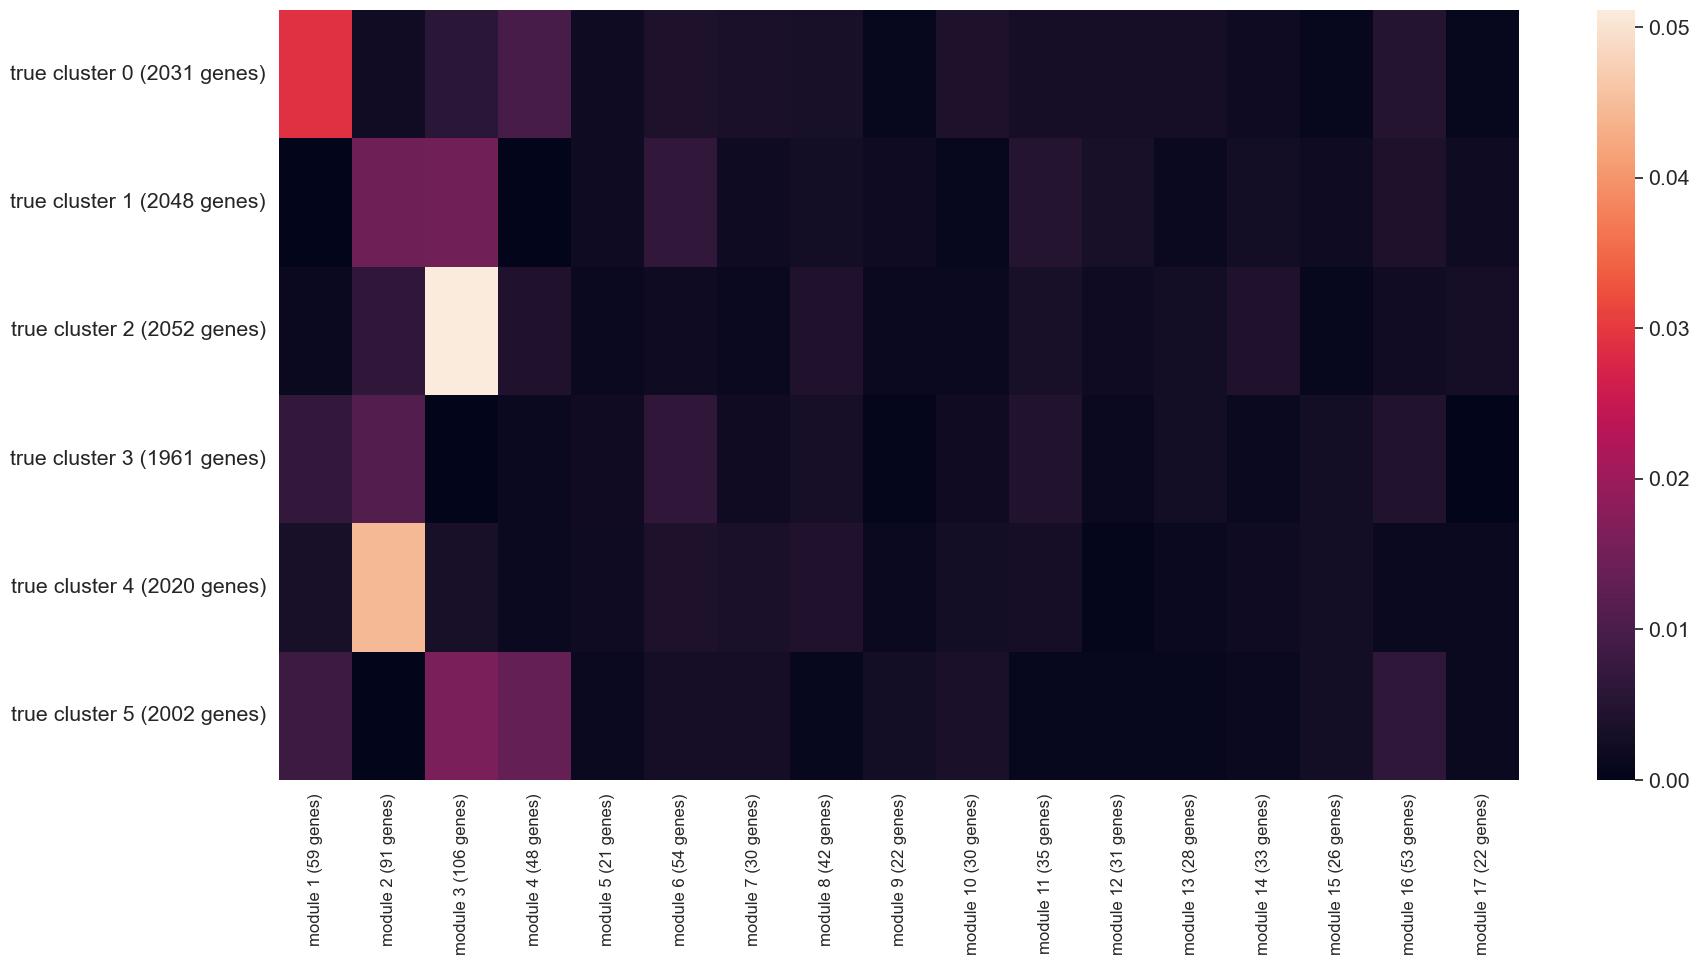 true cluster 0 (2031 genes)
true cluster 1 (2048 genes)
true cluster 2 (2052 genes)
true cluster 3 (1961 genes)
true cluster 4 (2020 genes)
true cluster 5 (2002 genes)
module 1 (59 genes)
module 2 (91 genes)
module 3 (106 genes)
module 4 (48 genes)
module 5 (21 genes)
module 6 (54 genes)
module 7 (30 genes)
module 8 (42 genes)
module 9 (22 genes)
module 10 (30 genes)
module 11 (35 genes)
module 12 (31 genes)
module 13 (28 genes)
module 14 (33 genes)
module 15 (26 genes)
module 16 (53 genes)
module 17 (22 genes)
0.05
0.04
0.03
0.02
0.01
0.00